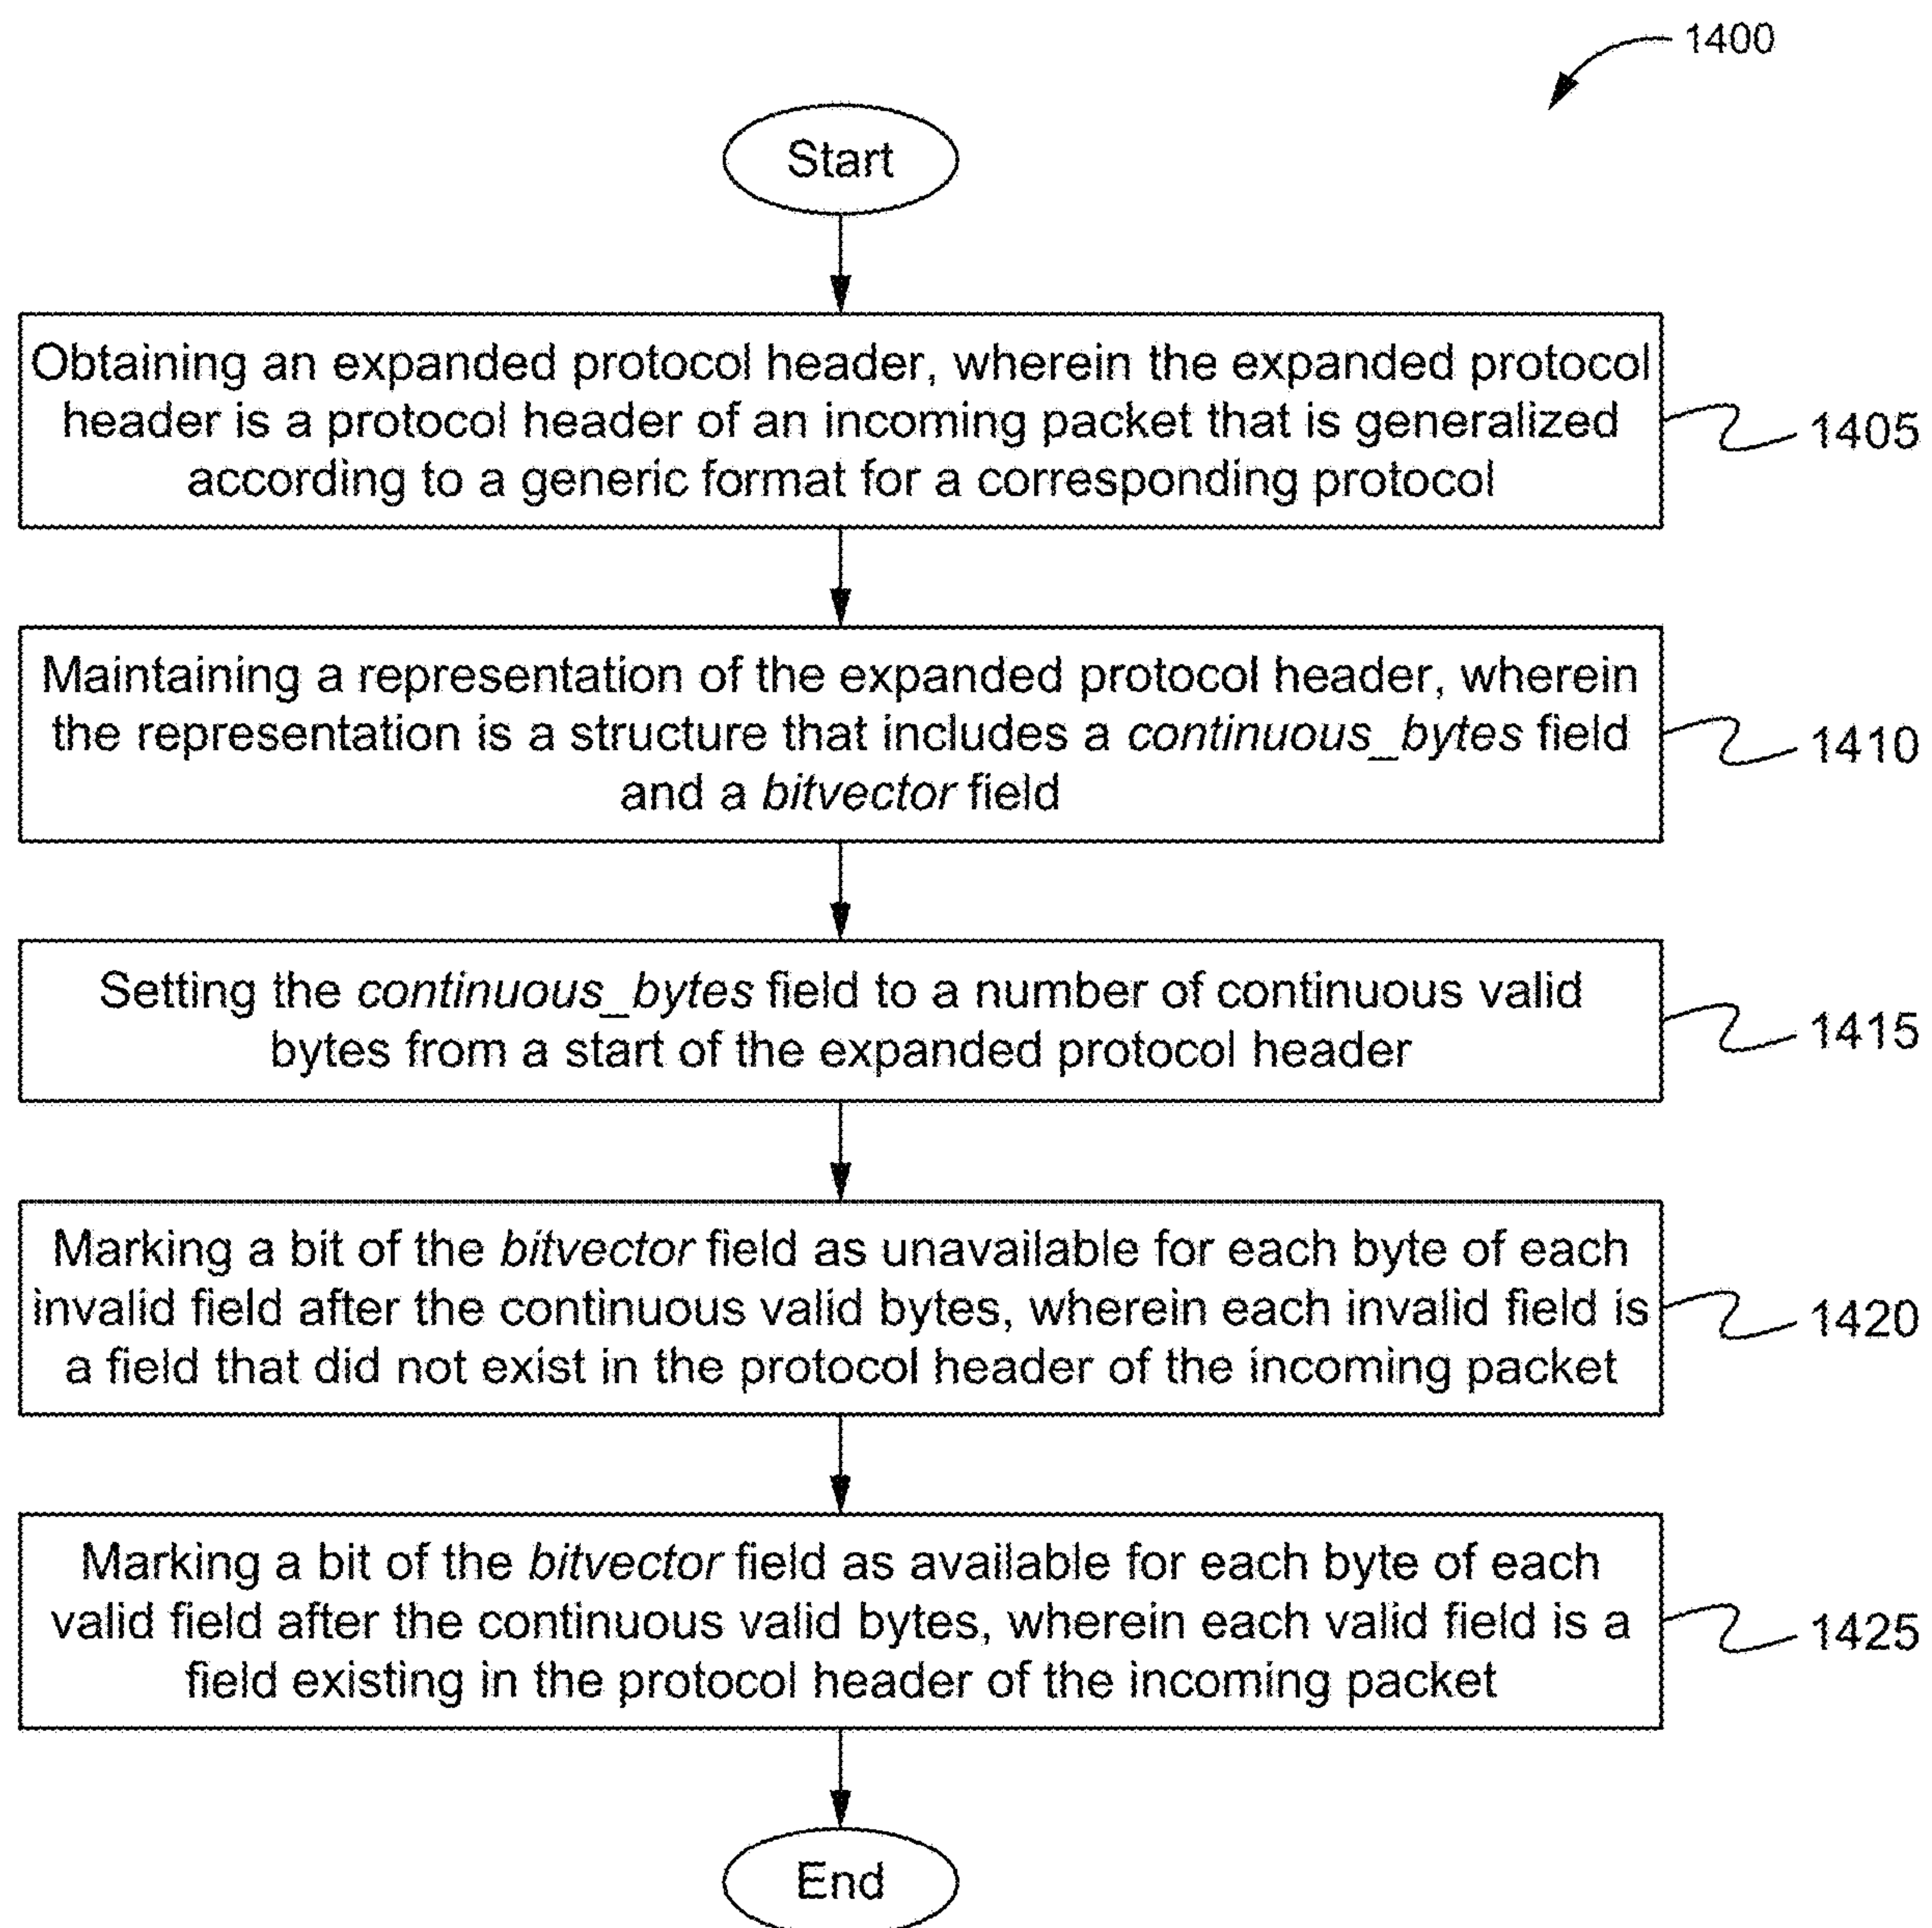 1400
Start
Obtaining an expanded protocol header, wherein the expanded protocol
header is a protocol header of an incoming packet that is generalized
according to a generic format for a corresponding protocol
1405
Maintaining a representation of the expanded protocol header, wherein
the representation is a structure that includes a continuous_bytes field
and a bitvector field
1410
Setting the continuous_bytes field to a number of continuous valid
bytes from a start of the expanded protocol header
1415
Marking a bit of the bitvector field as unavailable for each byte of each
invalid field after the continuous valid bytes, wherein each invalid field is
a field that did not exist in the protocol header of the incoming packet
1420
Marking a bit of the bitvector field as available for each byte of each
valid field after the continuous valid bytes, wherein each valid field is a
field existing in the protocol header of the incoming packet
1425
End